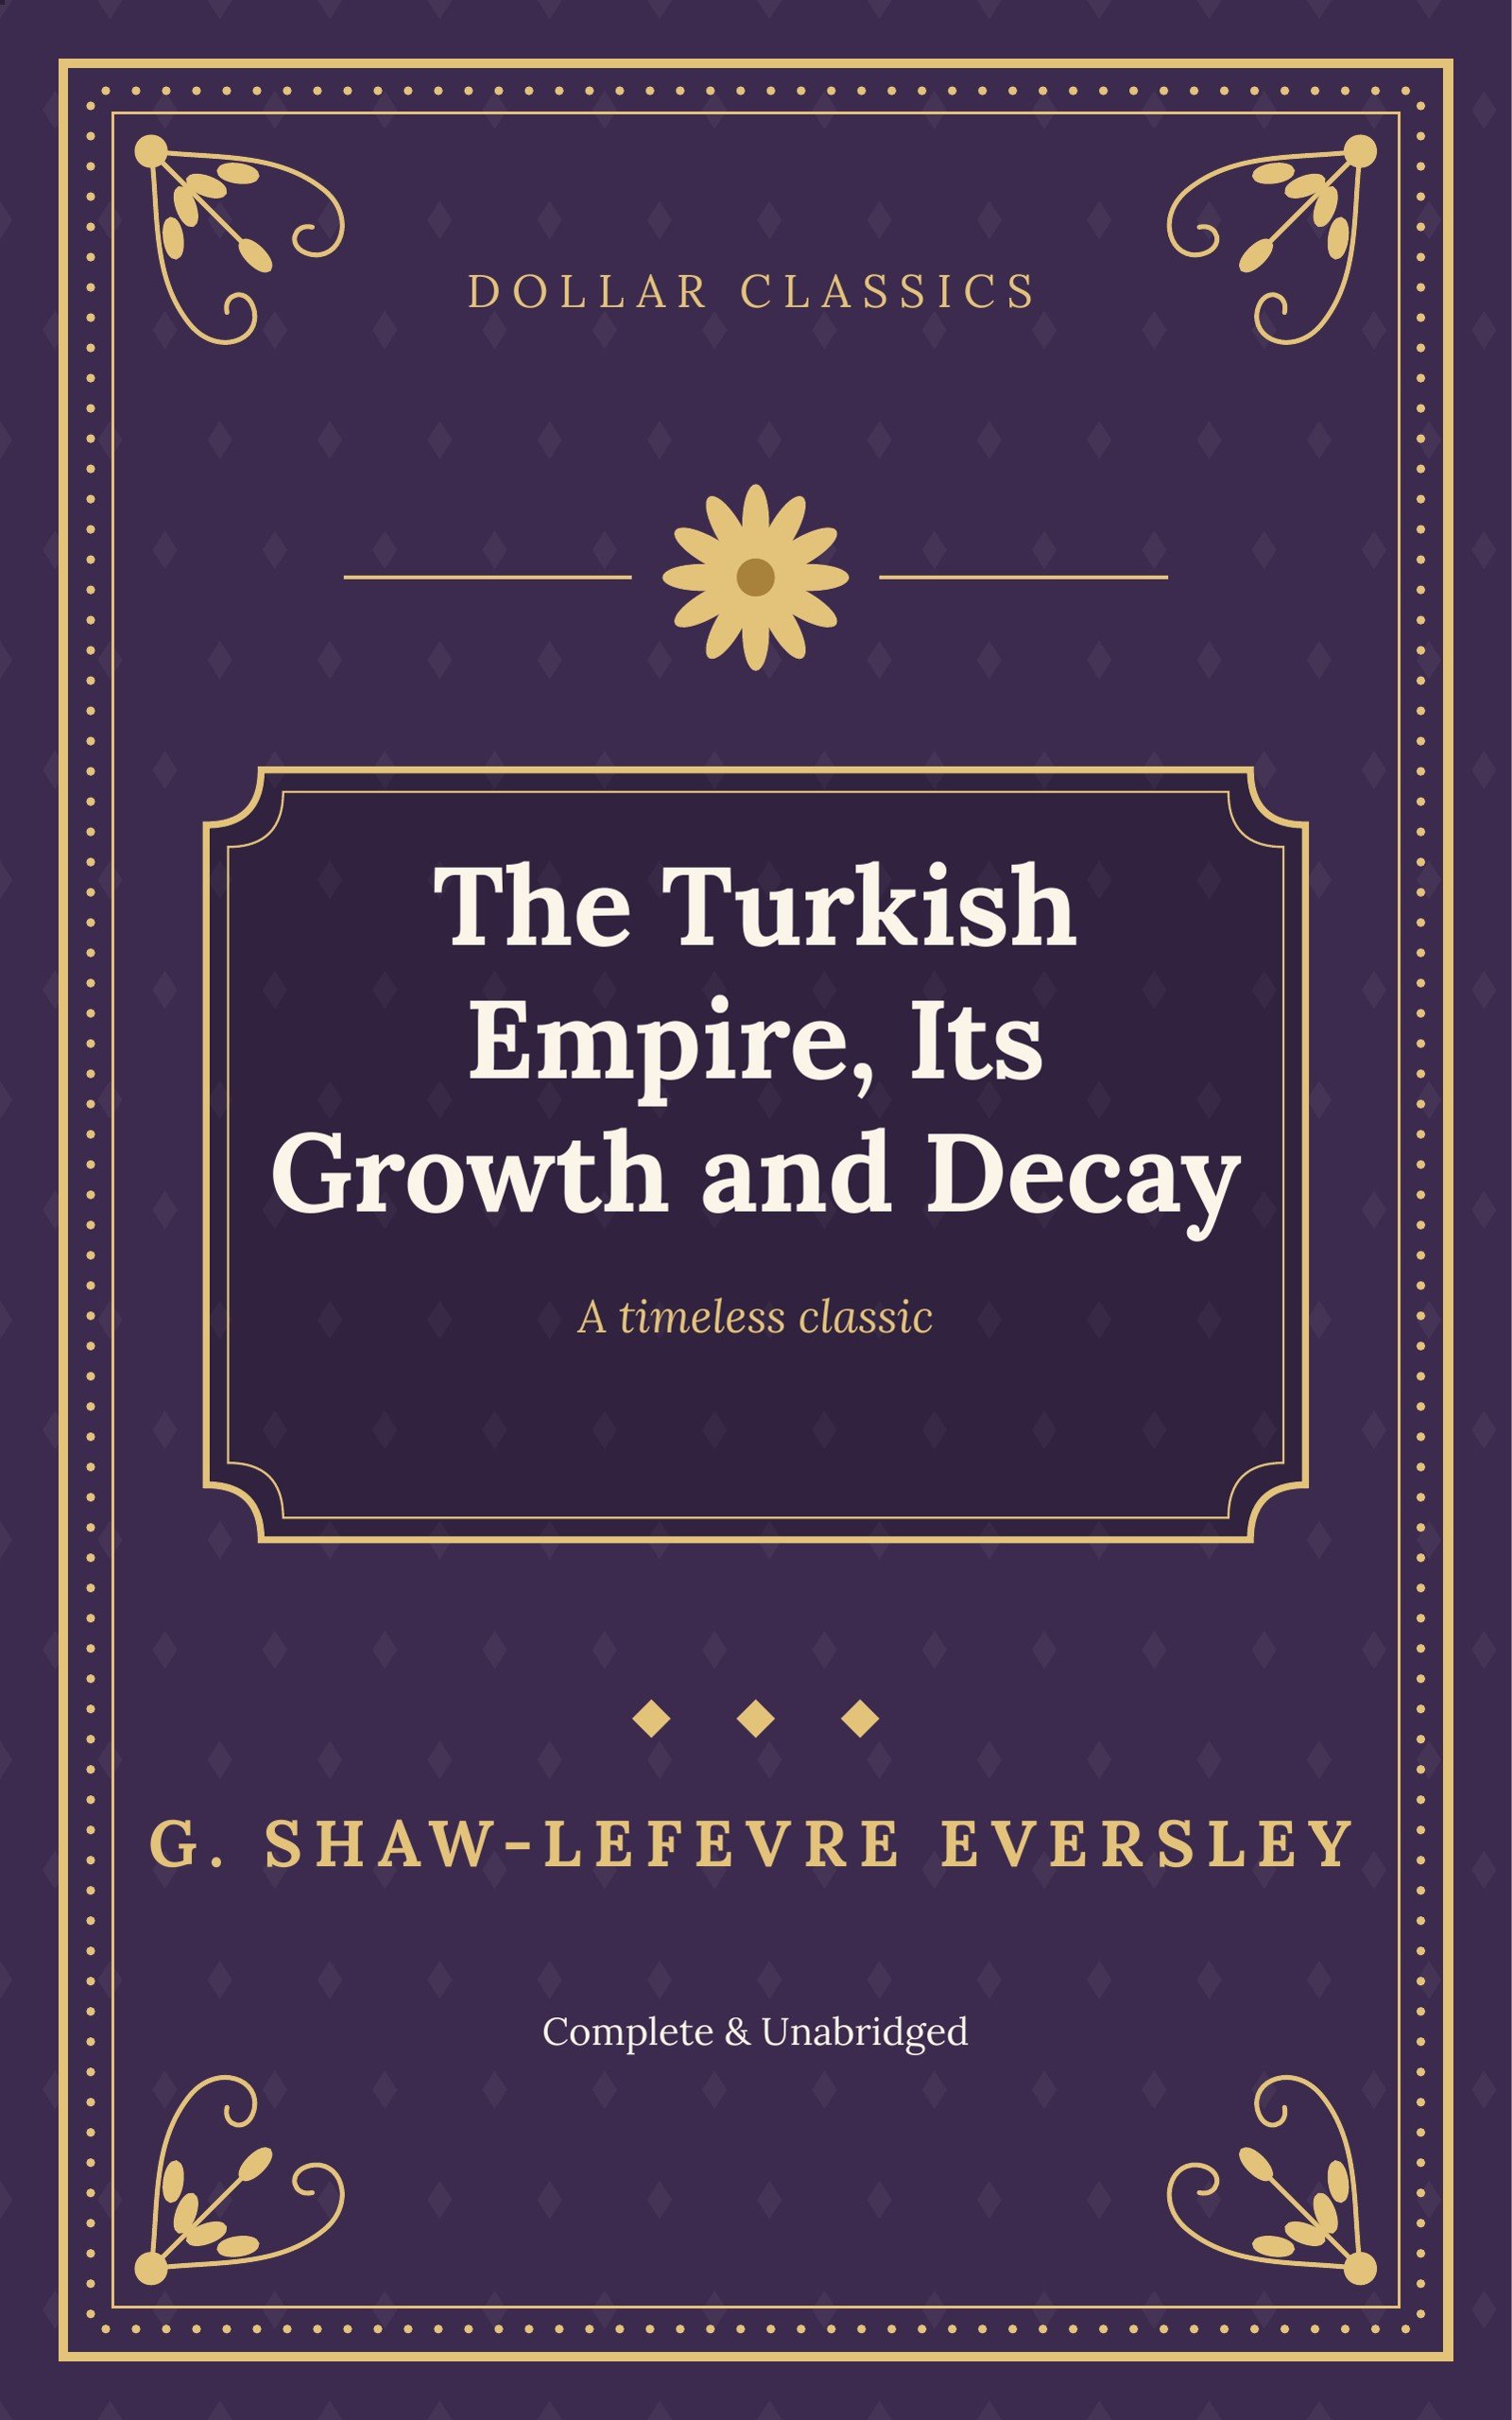 DOLLAR CLASSICS
The Turkish
Empire, Its
Growth and Decay
A timeless classic
G. SHAW-LEFEVRE EVERSLEY
Complete & Unabridged